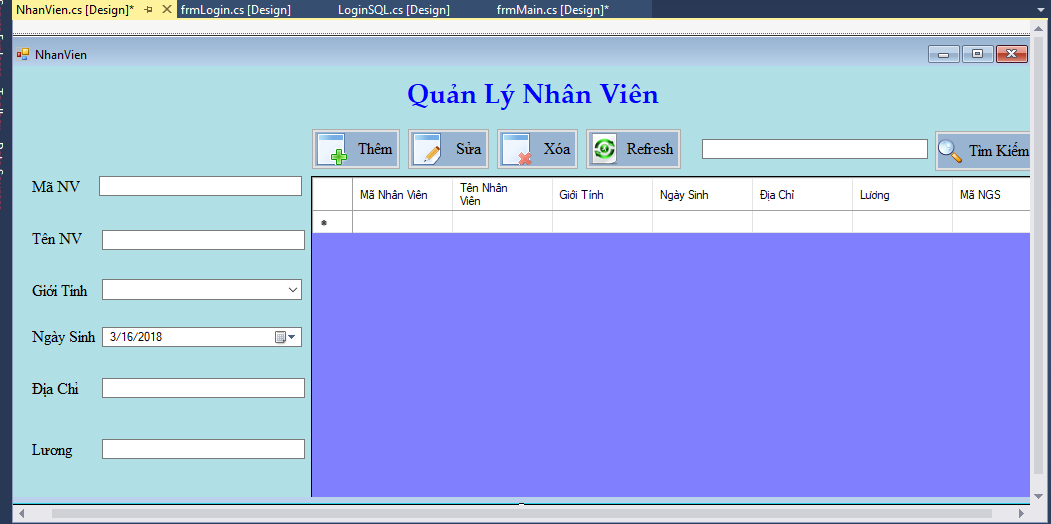 NhanVien.cs [Design]* frmLogin.cs [Design] LoginSQL.cs [Design] frmMain.cs [Design]*
NhanVien
Quản Lý Nhân Viên
Thêm Sửa Xóa Refresh Tìm Kiếm
Mã NV
Tên NV
Giới Tính
Ngày Sinh 3/16/2018
Địa Chỉ
Lương
Mã Nhân Viên Tên Nhân Viên Giới Tính Ngày Sinh Địa Chỉ Lương Mã NGS